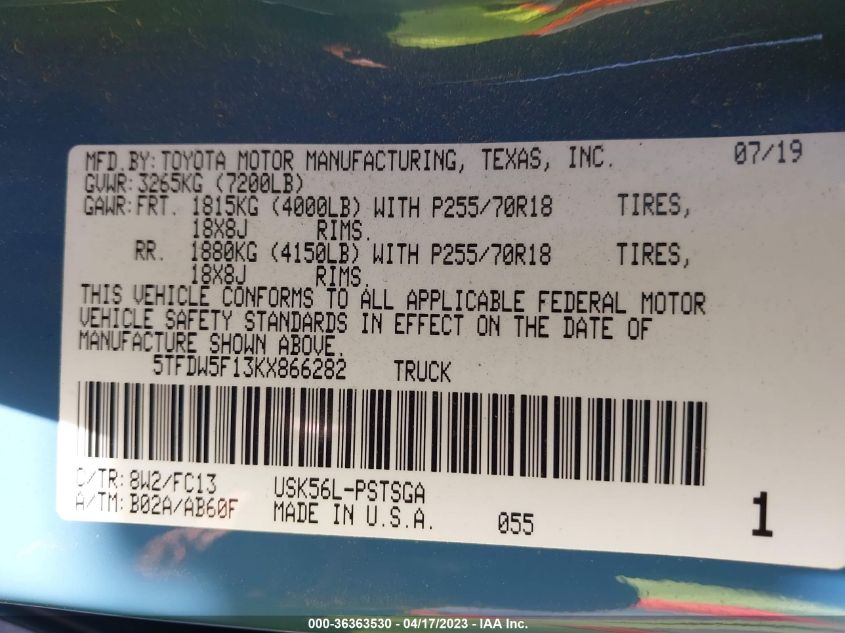 MFD.BY: TOYOTA MOTOR MANUFACTURING, TEXAS, INC. 07/19
GVWR: 3265KG (7200LB)
GAWR: FRT. 1815KG (4000LB) WITH P255/70R18 TIRES,
18X8J RIMS.
RR. 1880KG (4150LB) WITH P255/70R18 TIRES,
18X8J RIMS.
THIS VEHICLE CONFORMS TO ALL APPLICABLE FEDERAL MOTOR
VEHICLE SAFETY STANDARDS IN EFFECT ON THE DATE OF
MANUFACTURE SHOWN ABOVE.
5TFDW5F13KX866282 TRUCK
C/TR: 8W2/FC13 USK56L-PSTSGA
A/TM: B02A/AB60F MADE IN U.S.A. 055 1
000-36363530 - 04/17/2023 - IAA Inc.